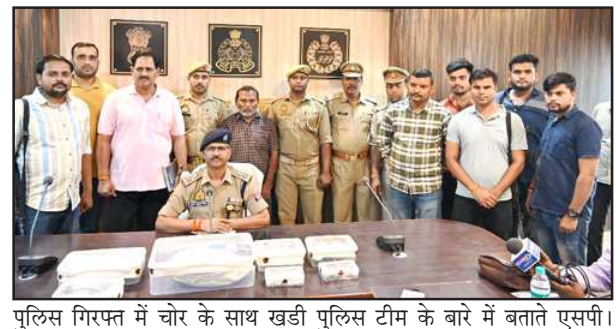 पुलिस गिरफ्त में चोर के साथ खडी पुलिस टीम के बारे में बताते एसपी